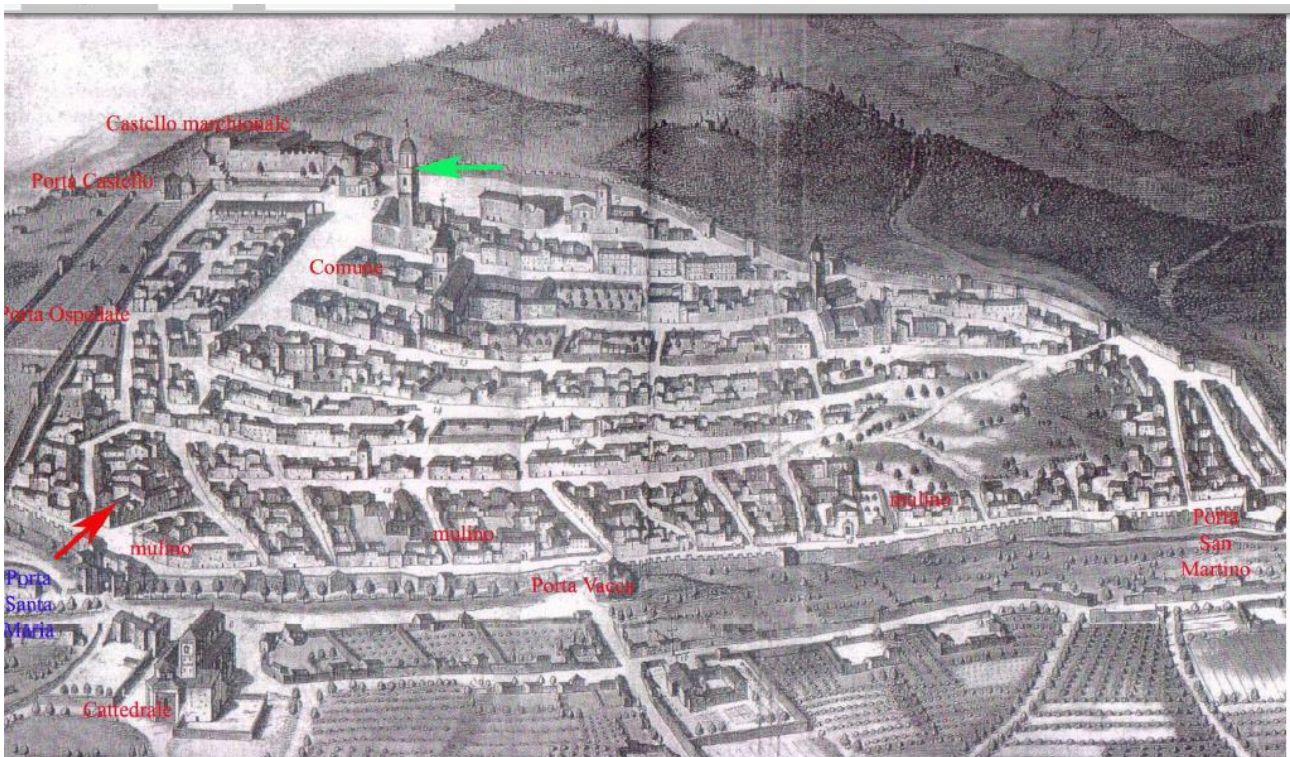 Castello marchionale
Porta Castello
Comune
Porta Ospedale
mulino
mulino
mulino
Porta
San
Martino
Porta Vacca
Porta
Santa
Maria
Cattedrale